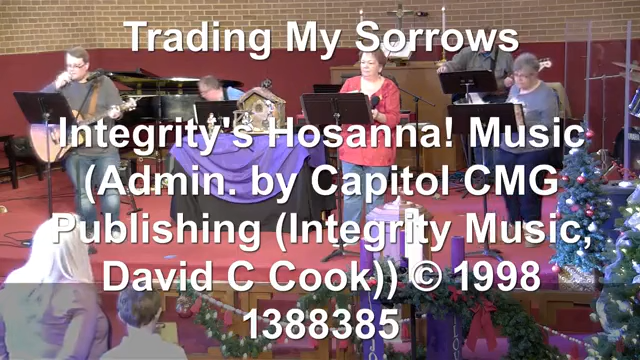 Trading My Sorrows
Integrity's Hosanna! Music
(Admin. by Capitol CMG
Publishing (Integrity Music,
David C Cook)) © 1998
1388385